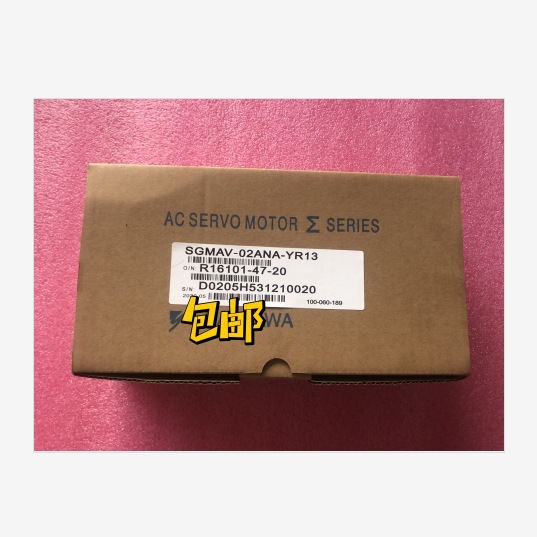 AC SERVO MOTOR Σ SERIES
SGMAV-02ANA-YR13
O/N R16101-47-20
S/N D0205H531210020
100-060-189
包邮